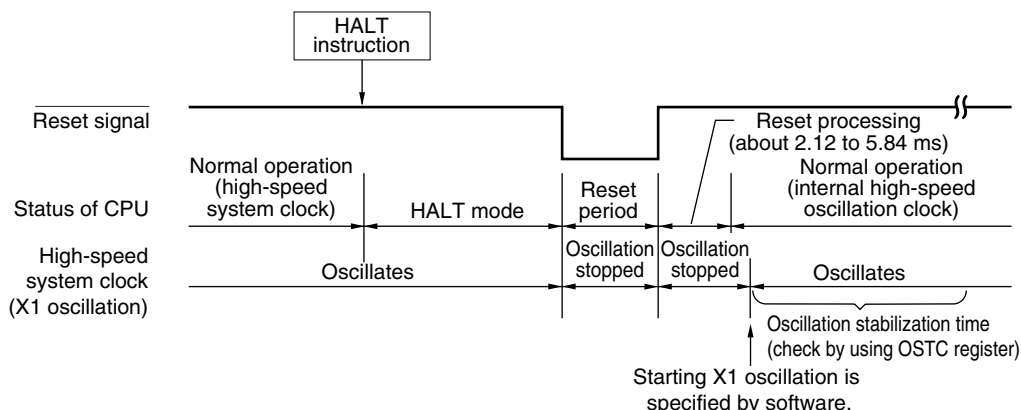 HALT
instruction
Reset signal
Reset processing
(about 2.12 to 5.84 ms)
Normal operation
(high-speed
system clock)
Status of CPU
HALT mode
Reset
period
Normal operation
(internal high-speed
oscillation clock)
High-speed
system clock
(X1 oscillation)
Oscillates
Oscillation
stopped
Oscillation
stopped
Oscillates
Oscillation stabilization time
(check by using OSTC register)
Starting X1 oscillation is
specified by software.